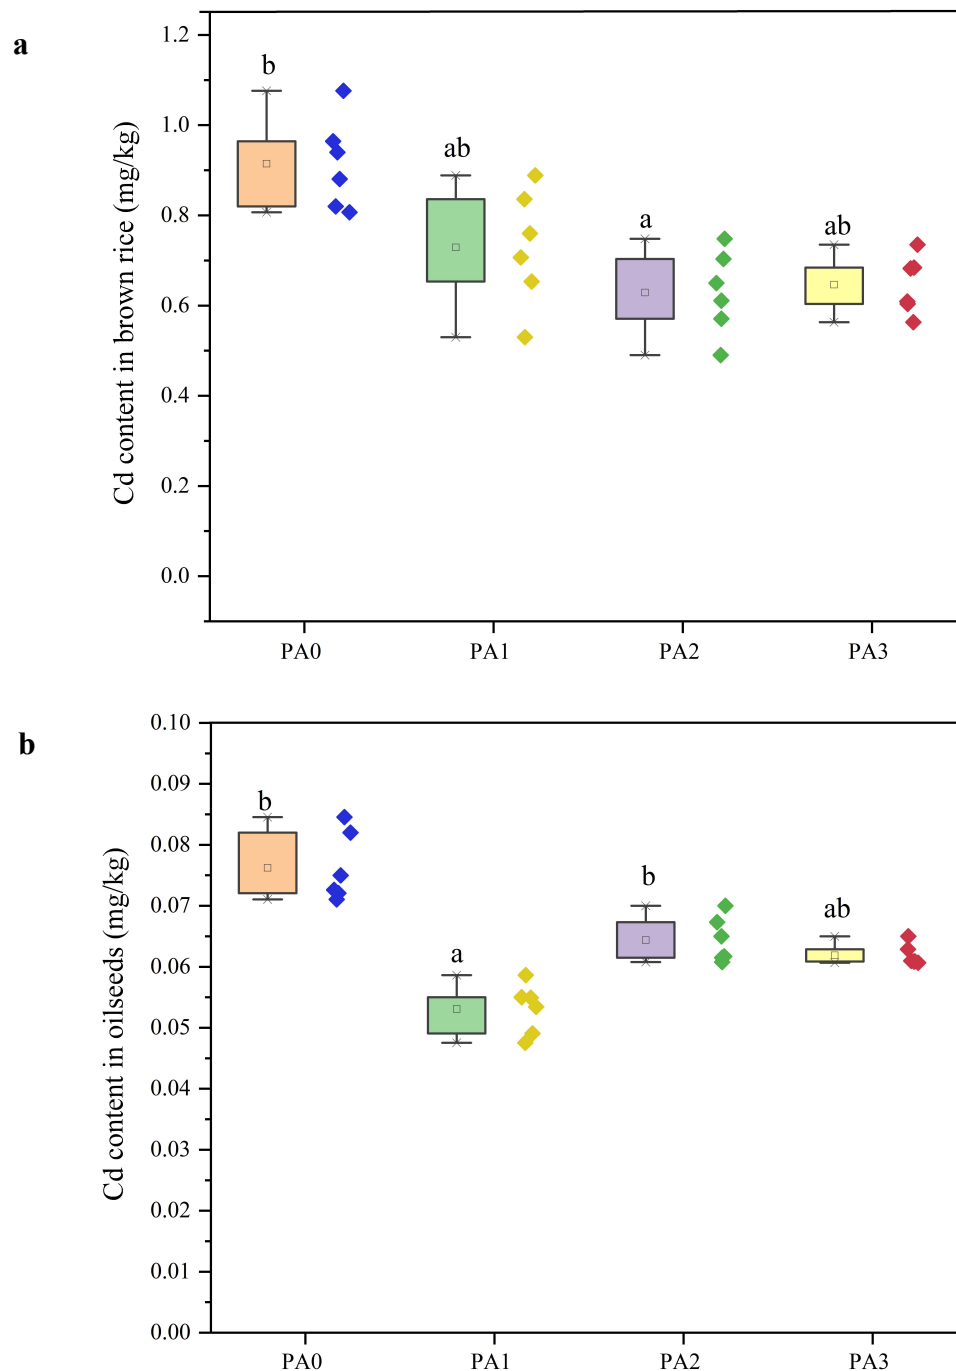 a
Cd content in brown rice (mg/kg)
1.2
1.0
0.8
0.6
0.4
0.2
0.0
b
ab
a
ab
PA0 PA1 PA2 PA3
b
Cd content in oilseeds (mg/kg)
0.10
0.09
0.08
0.07
0.06
0.05
0.04
0.03
0.02
0.01
0.00
b
a
b
ab
PA0 PA1 PA2 PA3